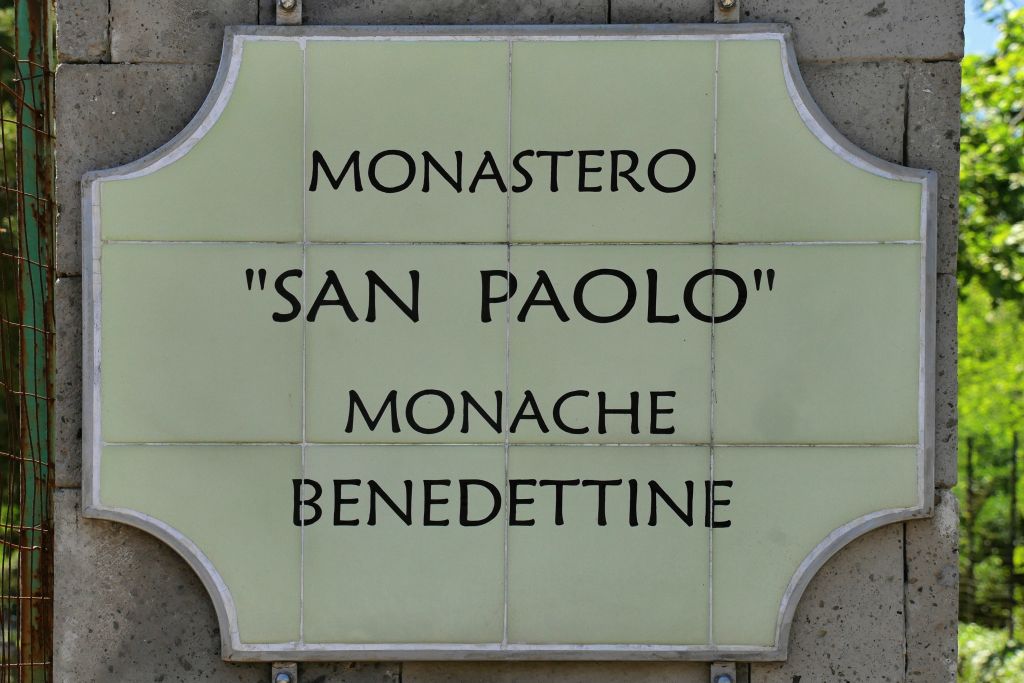 MONASTERO
"SAN PAOLO"
MONACHE
BENEDETTINE